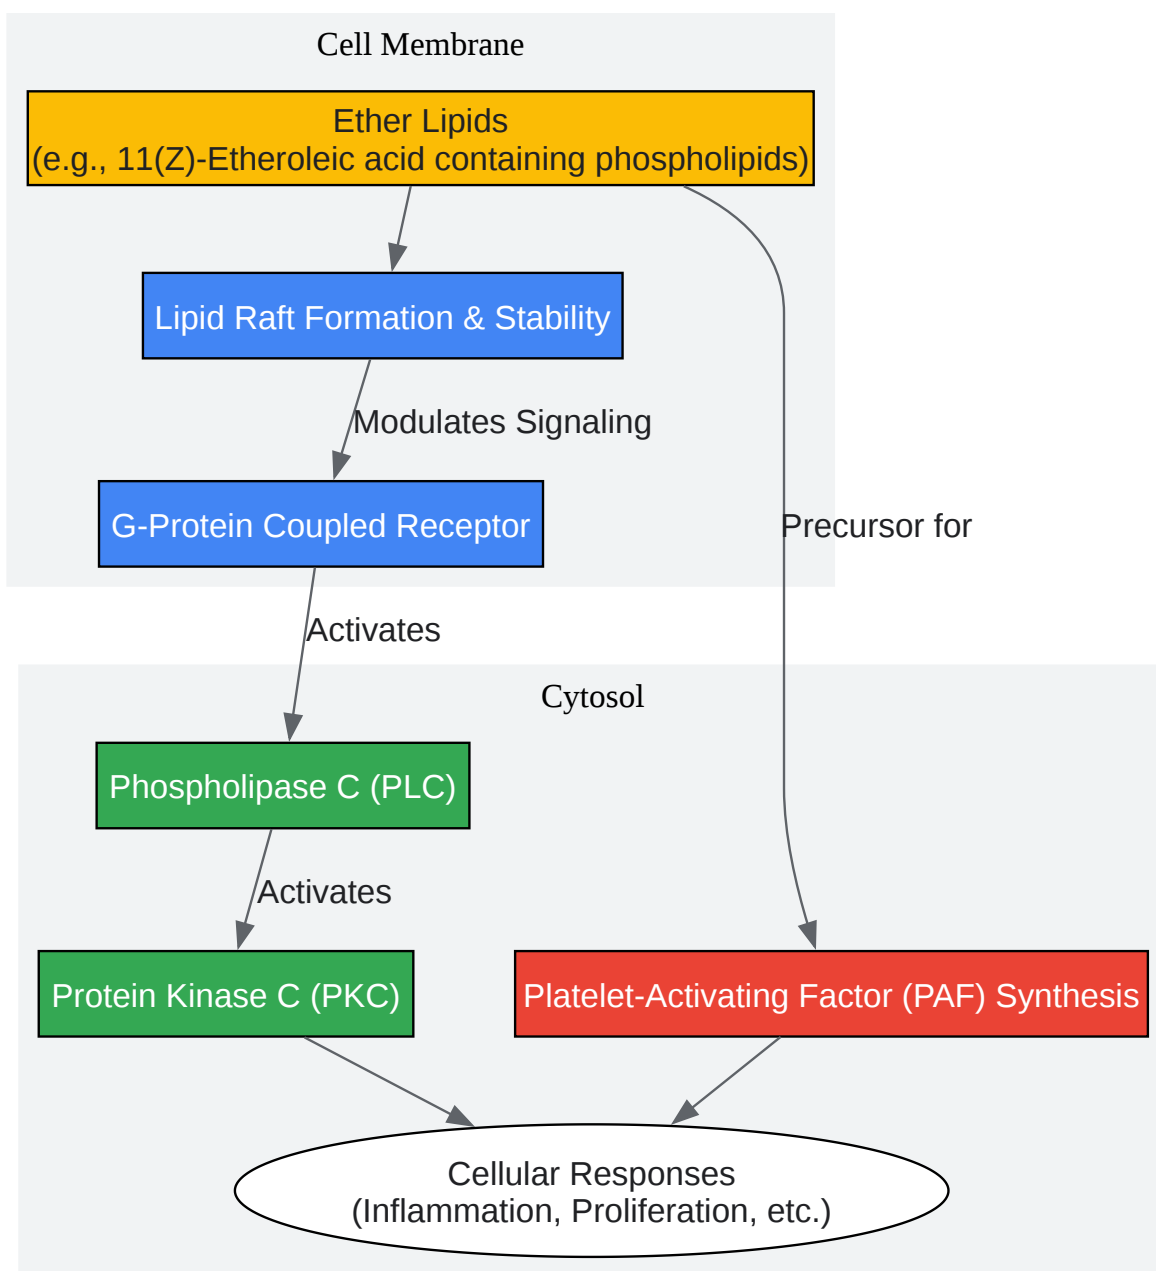 Cell Membrane
Ether Lipids
(e.g., 11(Z)-Etheroleic acid containing phospholipids)
Lipid Raft Formation & Stability
Modulates Signaling
G-Protein Coupled Receptor
Precursor for
Activates
Cytosol
Phospholipase C (PLC)
Activates
Protein Kinase C (PKC)
Platelet-Activating Factor (PAF) Synthesis
Cellular Responses
(Inflammation, Proliferation, etc.)